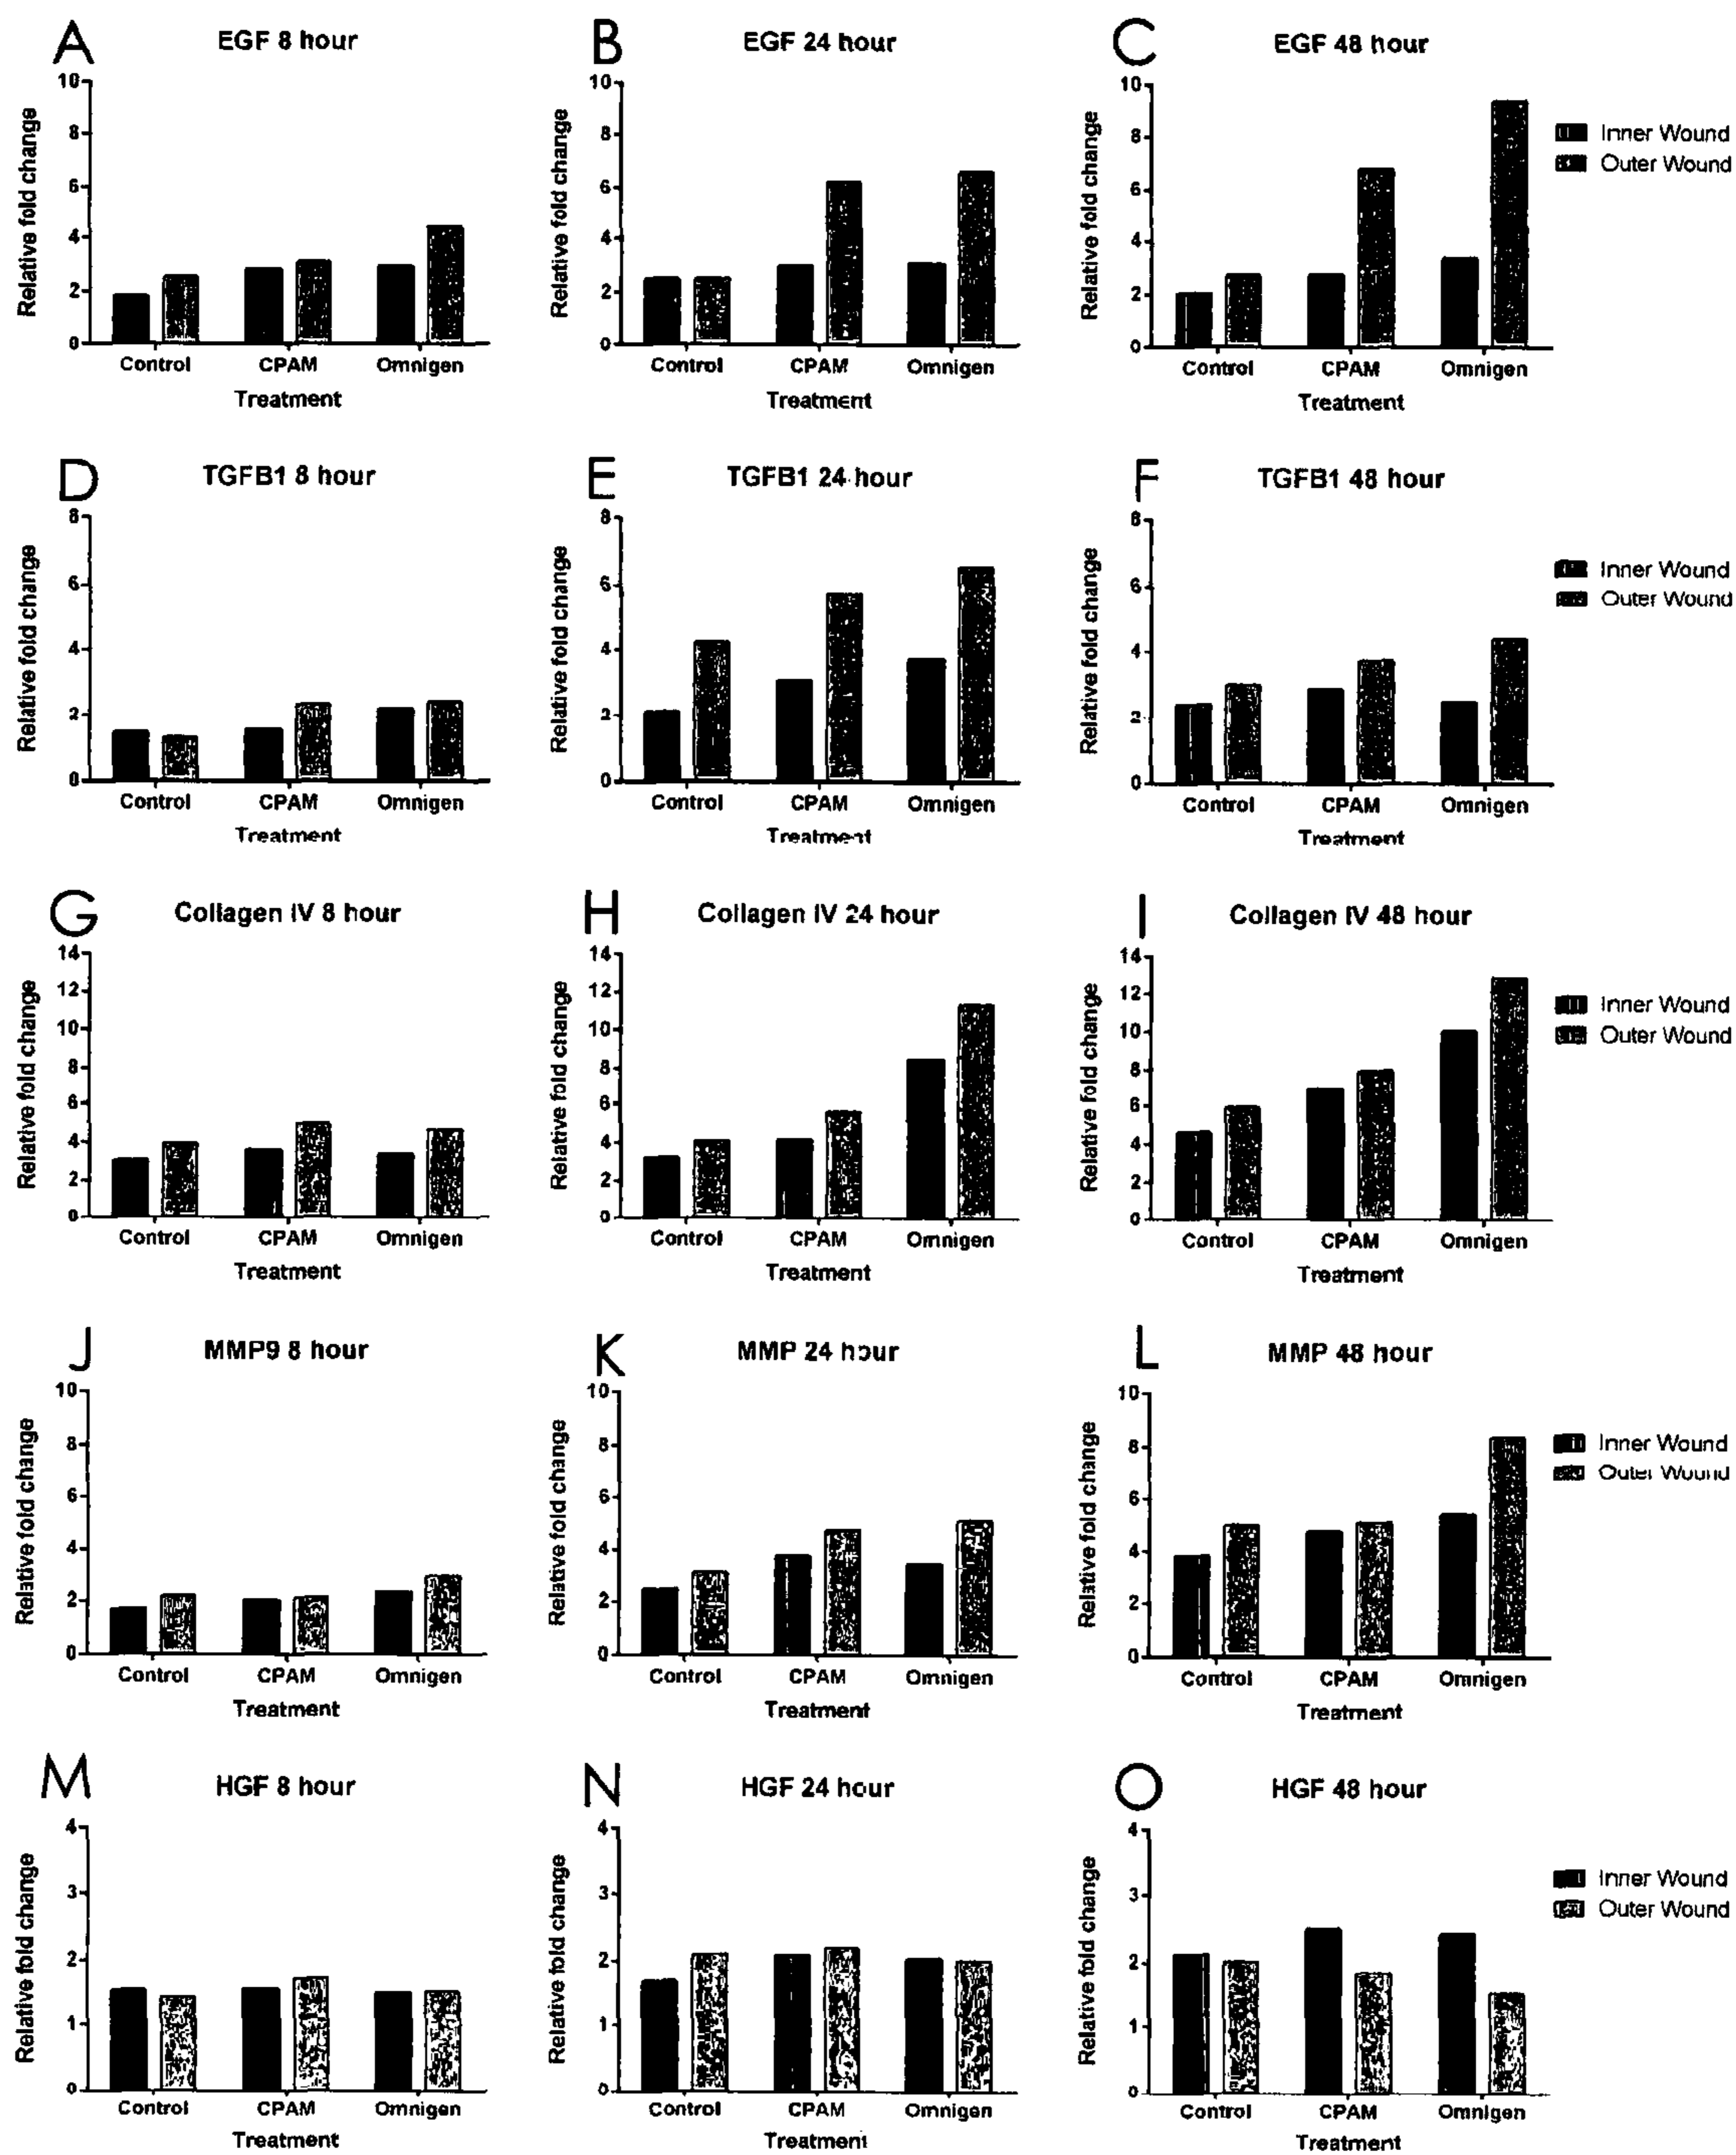 A EGF 8 hour
Relative fold change
10
8
6
4
2
0
Control CPAM Omnigen
Treatment
B EGF 24 hour
Relative fold change
10
8
6
4
2
0
Control CPAM Omnigen
Treatment
C EGF 48 hour
Relative fold change
10
8
6
4
2
0
Control CPAM Omnigen
Treatment
Inner Wound
Outer Wound
D TGFB1 8 hour
Relative fold change
8
6
4
2
0
Control CPAM Omnigen
Treatment
E TGFB1 24 hour
Relative fold change
8
6
4
2
0
Control CPAM Omnigen
Treatment
F TGFB1 48 hour
Relative fold change
8
6
4
2
0
Control CPAM Omnigen
Treatment
Inner Wound
Outer Wound
G Collagen IV 8 hour
Relative fold change
14
12
10
8
6
4
2
0
Control CPAM Omnigen
Treatment
H Collagen IV 24 hour
Relative fold change
14
12
10
8
6
4
2
0
Control CPAM Omnigen
Treatment
I Collagen IV 48 hour
Relative fold change
14
12
10
8
6
4
2
0
Control CPAM Omnigen
Treatment
Inner Wound
Outer Wound
J MMP9 8 hour
Relative fold change
10
8
6
4
2
0
Control CPAM Omnigen
Treatment
K MMP 24 hour
Relative fold change
10
8
6
4
2
0
Control CPAM Omnigen
Treatment
L MMP 48 hour
Relative fold change
10
8
6
4
2
0
Control CPAM Omnigen
Treatment
Inner Wound
Outer Wound
M HGF 8 hour
Relative fold change
4
3
2
1
0
Control CPAM Omnigen
Treatment
N HGF 24 hour
Relative fold change
4
3
2
1
0
Control CPAM Omnigen
Treatment
O HGF 48 hour
Relative fold change
4
3
2
1
0
Control CPAM Omnigen
Treatment
Inner Wound
Outer Wound